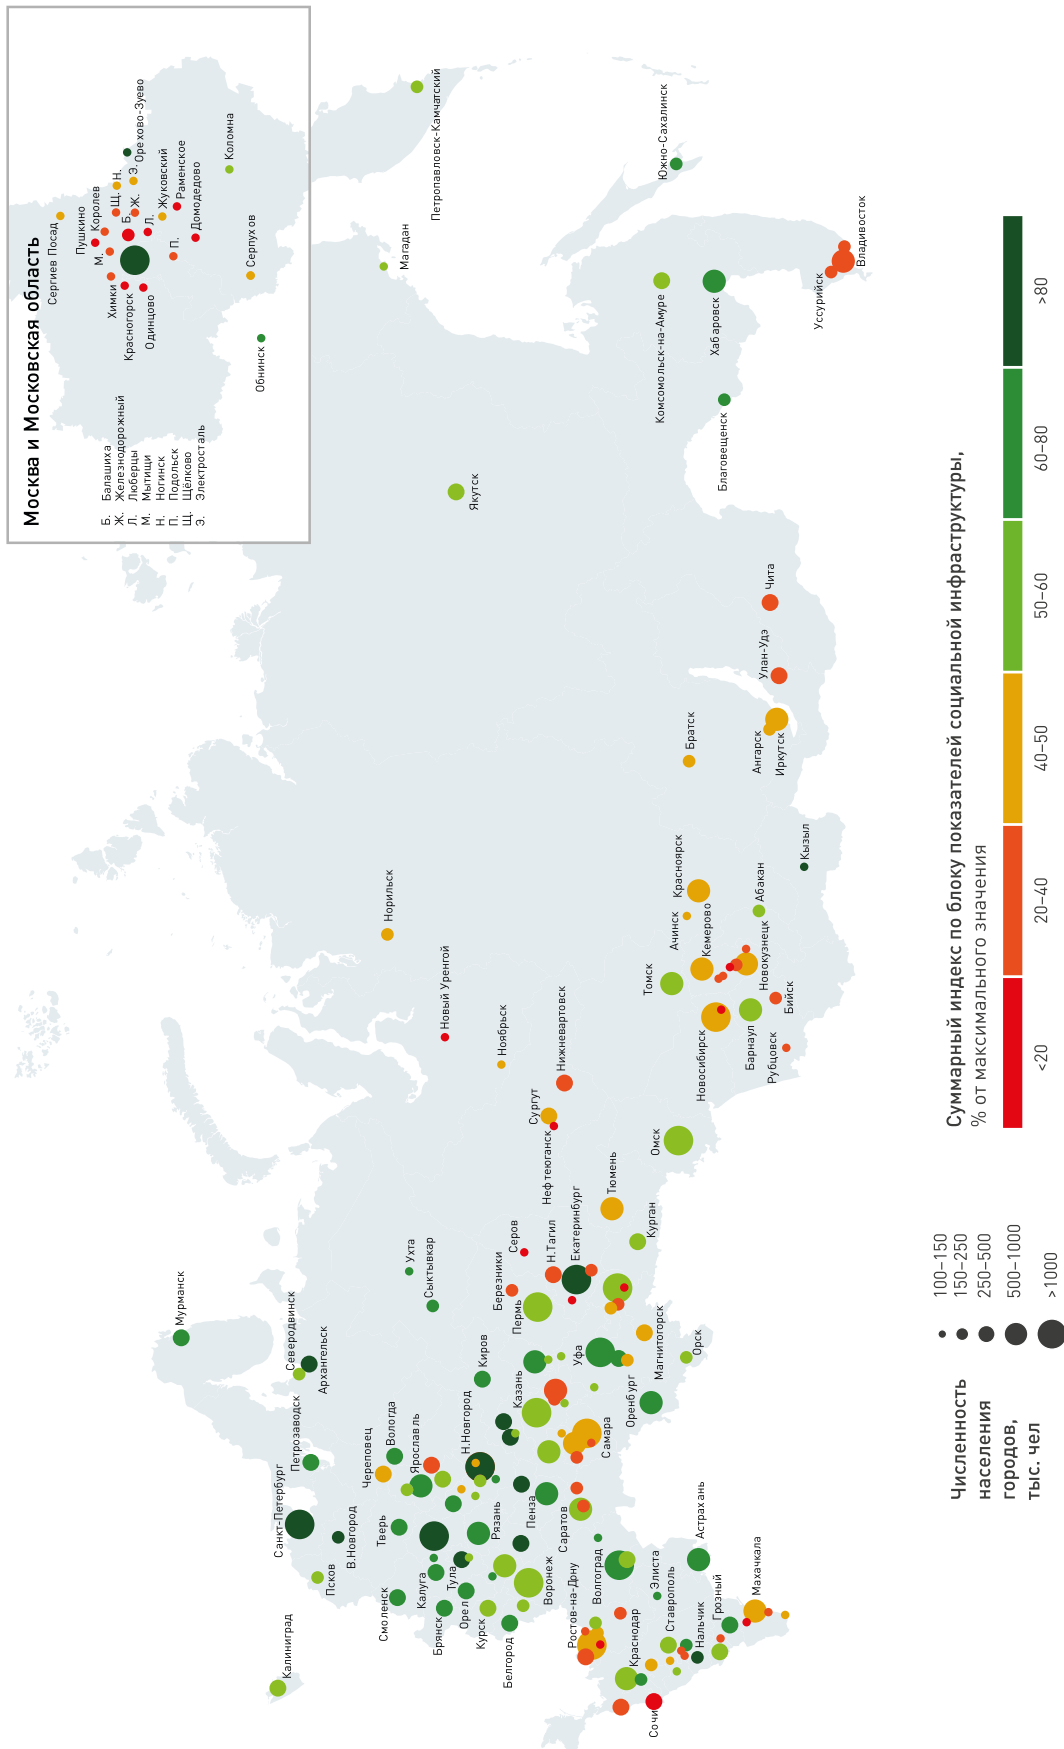 Москва и Московская область
Сергиев Посад
Пушкино
Королев
Щ.
Н.
Орехово-Зуево
Э.
М.
Б.
Ж.
Химки
Л.
Жуковский
Раменское
Красногорск
Одинцово
П.
Домодедово
Коломна
Серпухов
Обнинск
Б. Балашиха
Ж. Железнодорожный
Л. Люберцы
М. Мытищи
Н. Ногинск
П. Подольск
Щ. Щёлково
Э. Электросталь
Калининград
Мурманск
Санкт-Петербург
Петрозаводск
Северодвинск
Архангельск
Псков
В.Новгород
Череповец
Вологда
Ярославль
Тверь
Смоленск
Калуга
Брянск
Тула
Орел
Курск
Белгород
Воронеж
Рязань
Н.Новгород
Киров
Ухта
Сыктывкар
Пенза
Казань
Пермь
Березники
Серов
Н.Тагил
Екатеринбург
Саратов
Самара
Уфа
Оренбург
Магнитогорск
Орск
Ростов-на-Дону
Волгоград
Краснодар
Сочи
Элиста
Ставрополь
Нальчик
Грозный
Астрахань
Махачкала
Тюмень
Курган
Сургут
Нефтеюганск
Нижневартовск
Ноябрьск
Новый Уренгой
Норильск
Омск
Томск
Новосибирск
Кемерово
Ачинск
Красноярск
Барнаул
Новокузнецк
Рубцовск
Бийск
Абакан
Кызыл
Братск
Ангарск
Иркутск
Улан-Удэ
Чита
Якутск
Магадан
Петропавловск-Камчатский
Благовещенск
Комсомольск-на-Амуре
Хабаровск
Южно-Сахалинск
Уссурийск
Владивосток
Численность
населения
городов,
тыс. чел
100–150
150–250
250–500
500–1000
> 1000
Суммарный индекс по блоку показателей социальной инфраструктуры,
% от максимального значения
<20
20–40
40–50
50–60
60–80
>80